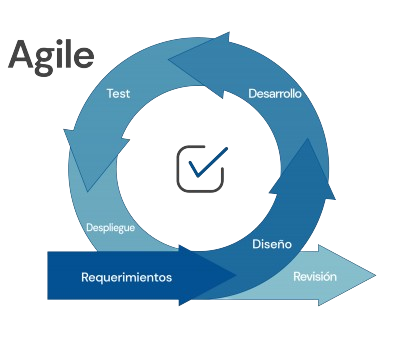 Agile
Test
Desarrollo
Despliegue
Diseño
Requerimientos
Revisión